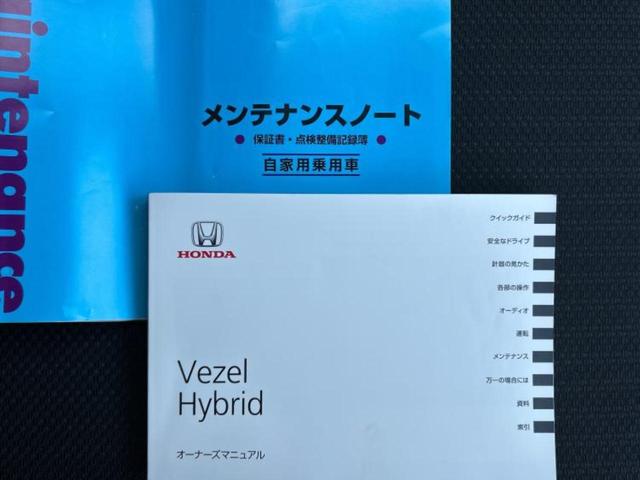 Maintenance
メンテナンスノート
● 保証書・点検整備記録簿 ●
自家用乗用車
HONDA
Vezel
Hybrid
オーナーズマニュアル
クイックガイド
安全なドライブ
計器の見かた
各部の操作
オーディオ
運転
メンテナンス
万一の場合には
資料
索引